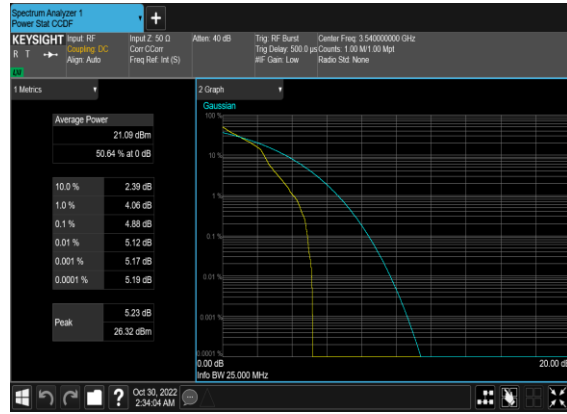 Spectrum Analyzer 1
Power Stat CCDF
+
KEYSIGHT
R T
LXI
Input: RF
Coupling: DC
Align: Auto
Input Z: 50 Ω
Corr CCorr
Freq Ref: Int (S)
Atten: 40 dB
Trig: RF Burst
Trig Delay: 500.0 µs
#IF Gain: Low
Center Freq: 3.540000000 GHz
Counts: 1.00 M/1.00 Mpt
Radio Std: None
1 Metrics
Average Power
21.09 dBm
50.64 % at 0 dB
10.0 % 2.39 dB
1.0 % 4.06 dB
0.1 % 4.88 dB
0.01 % 5.12 dB
0.001 % 5.17 dB
0.0001 % 5.19 dB
Peak
5.23 dB
26.32 dBm
2 Graph
Gaussian
100 %
10 %
1 %
0.1 %
0.01 %
0.001 %
0.0001 %
0.00 dB
20.00 dB
Info BW 25.000 MHz
?
Oct 30, 2022
2:34:04 AM